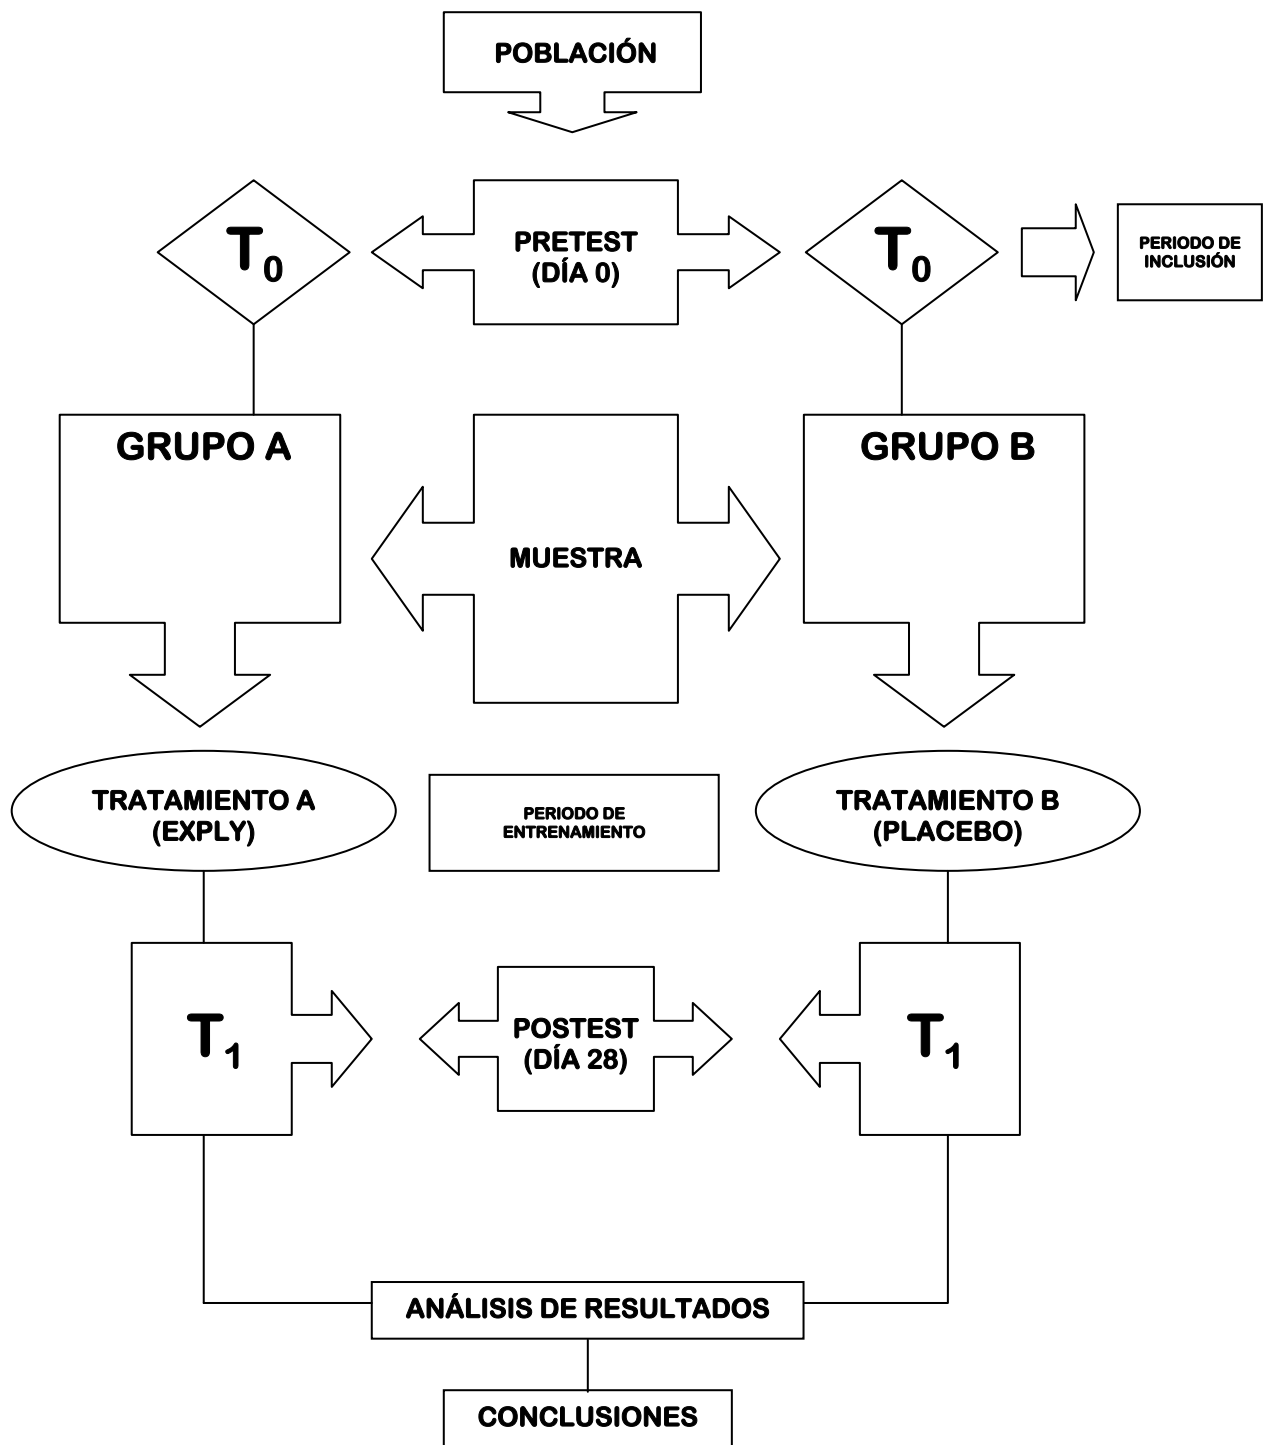 POBLACIÓN
T0
PRETEST
(DÍA 0)
T0
PERIODO DE
INCLUSIÓN
GRUPO A
MUESTRA
GRUPO B
TRATAMIENTO A
(EXPLY)
PERIODO DE
ENTRENAMIENTO
TRATAMIENTO B
(PLACEBO)
T1
POSTEST
(DÍA 28)
T1
ANÁLISIS DE RESULTADOS
CONCLUSIONES